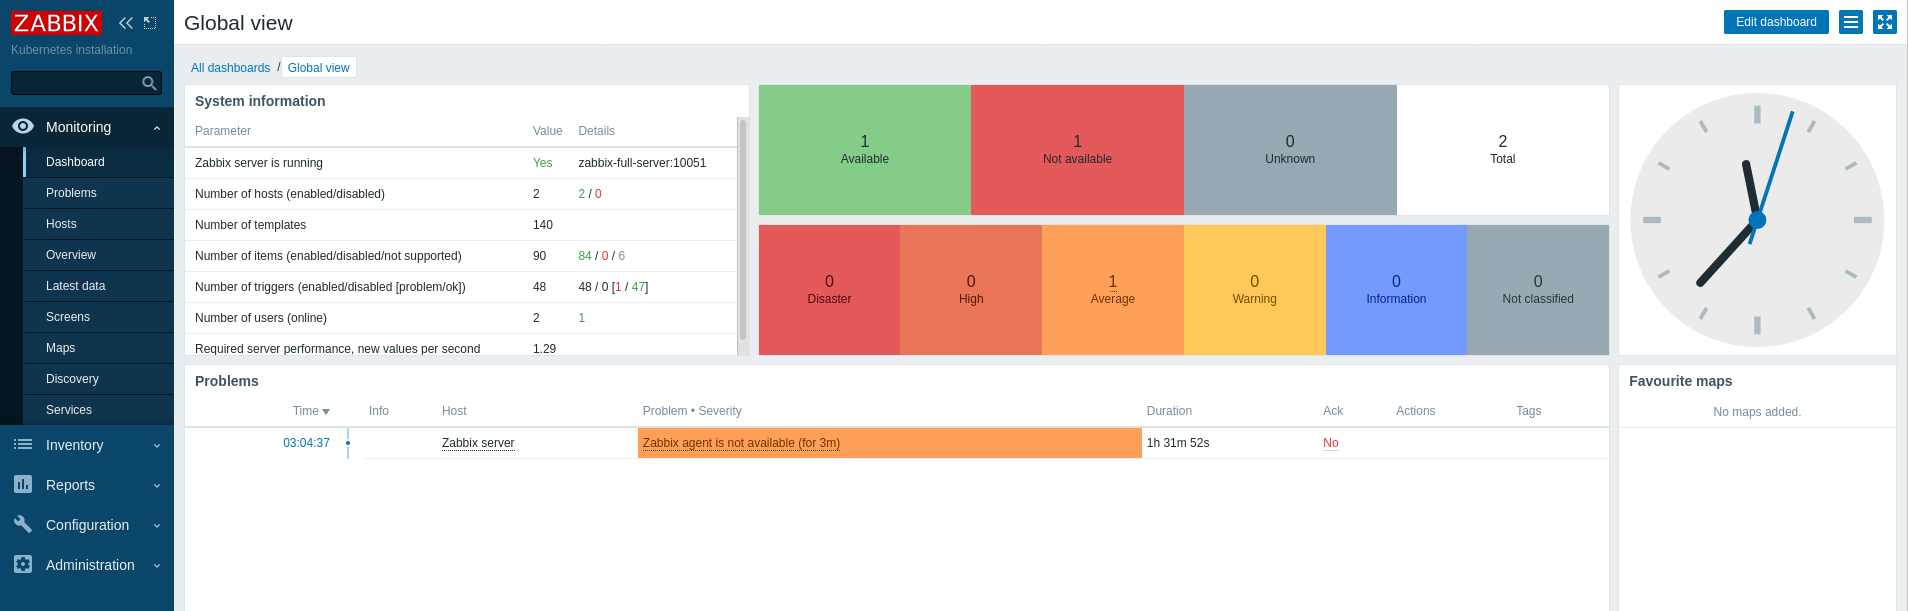 ZABBIX
Kubernetes installation
Monitoring
Dashboard
Problems
Hosts
Overview
Latest data
Screens
Maps
Discovery
Services
Inventory
Reports
Configuration
Administration
Global view
Edit dashboard
All dashboards / Global view
System information
Parameter Value Details
Zabbix server is running Yes zabbix-full-server:10051
Number of hosts (enabled/disabled) 2 2 / 0
Number of templates 140
Number of items (enabled/disabled/not supported) 90 84 / 0 / 6
Number of triggers (enabled/disabled [problem/ok]) 48 48 / 0 [1 / 47]
Number of users (online) 2 1
Required server performance, new values per second 1.29
1 Available
1 Not available
0 Unknown
2 Total
0 Disaster
0 High
1 Average
0 Warning
0 Information
0 Not classified
Problems
Time Info Host Problem • Severity Duration Ack Actions Tags
03:04:37 Zabbix server Zabbix agent is not available (for 3m) 1h 31m 52s No
Favourite maps
No maps added.